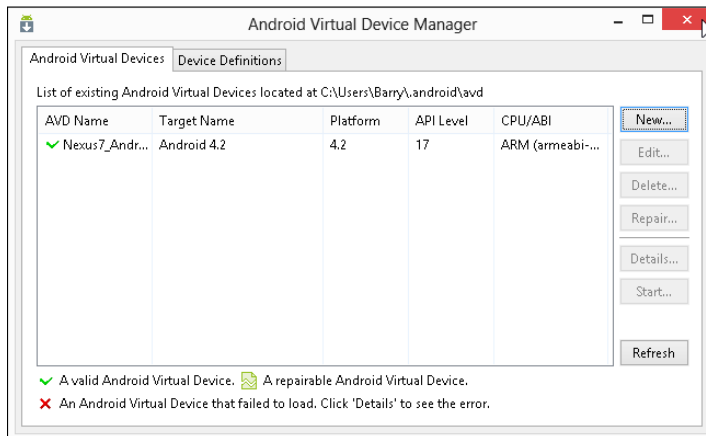 Android Virtual Device Manager
Android Virtual Devices
Device Definitions
List of existing Android Virtual Devices located at C:\Users\Barry\.android\avd
AVD Name Target Name Platform API Level CPU/ABI
Nexus7_Andr... Android 4.2 4.2 17 ARM (armeabi-...
New...
Edit...
Delete...
Repair...
Details...
Start...
Refresh
A valid Android Virtual Device. A repairable Android Virtual Device.
An Android Virtual Device that failed to load. Click 'Details' to see the error.